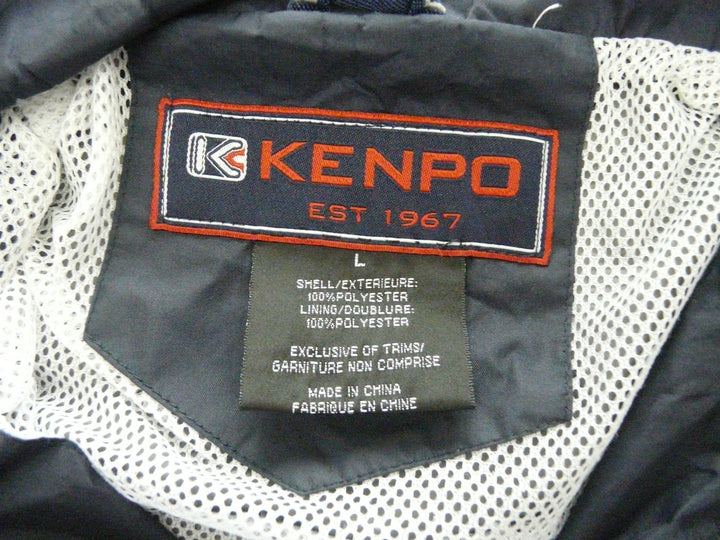 KENPO
EST 1967
L
SHELL/EXTERIEURE:
100%POLYESTER
LINING/DOUBLURE:
100%POLYESTER
EXCLUSIVE OF TRIMS/
GARNITURE NON COMPRISE
MADE IN CHINA
FABRIQUE EN CHINE